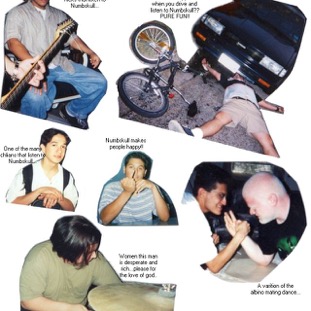 Numbskull...
when you drive and
listen to Numbskull??
PURE FUN!!
One of the many
chikans that listen to
Numbskull...
Numbskull makes
people happy!!
Women this man
is desperate and
rich...please for
the love of god.
A varition of the
albino mating dance...